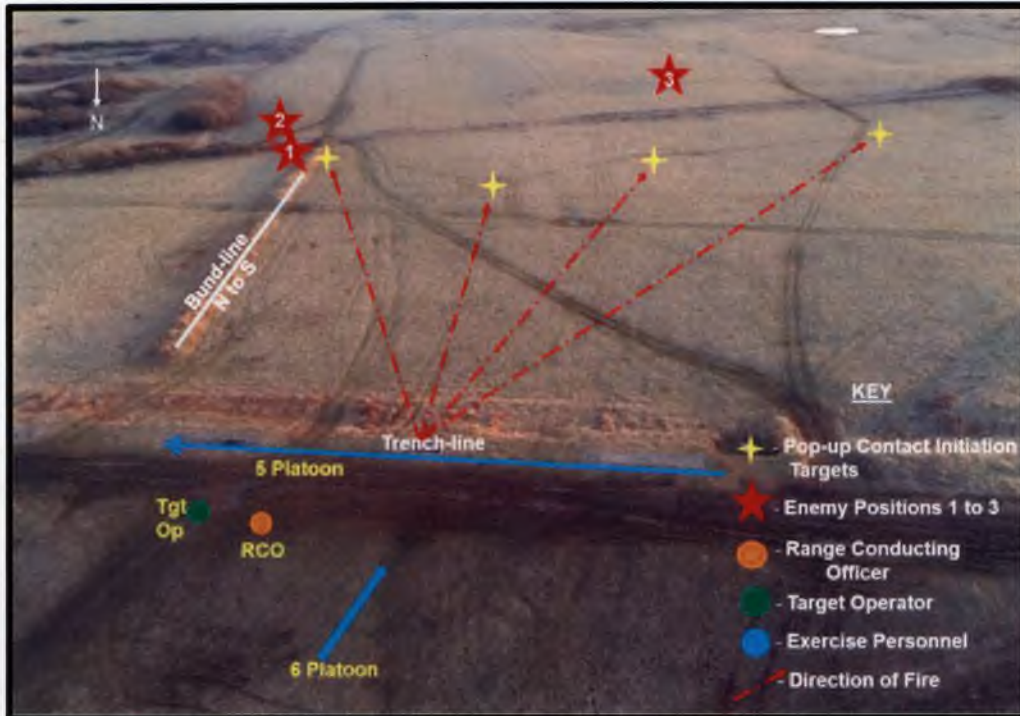 3
N
2
1
Bund-line
N to S
KEY
Trench-line
5 Platoon
- Pop-up Contact Initiation
Targets
Tgt
Op
- Enemy Positions 1 to 3
RCO
- Range Conducting
Officer
- Target Operator
- Exercise Personnel
6 Platoon
- Direction of Fire